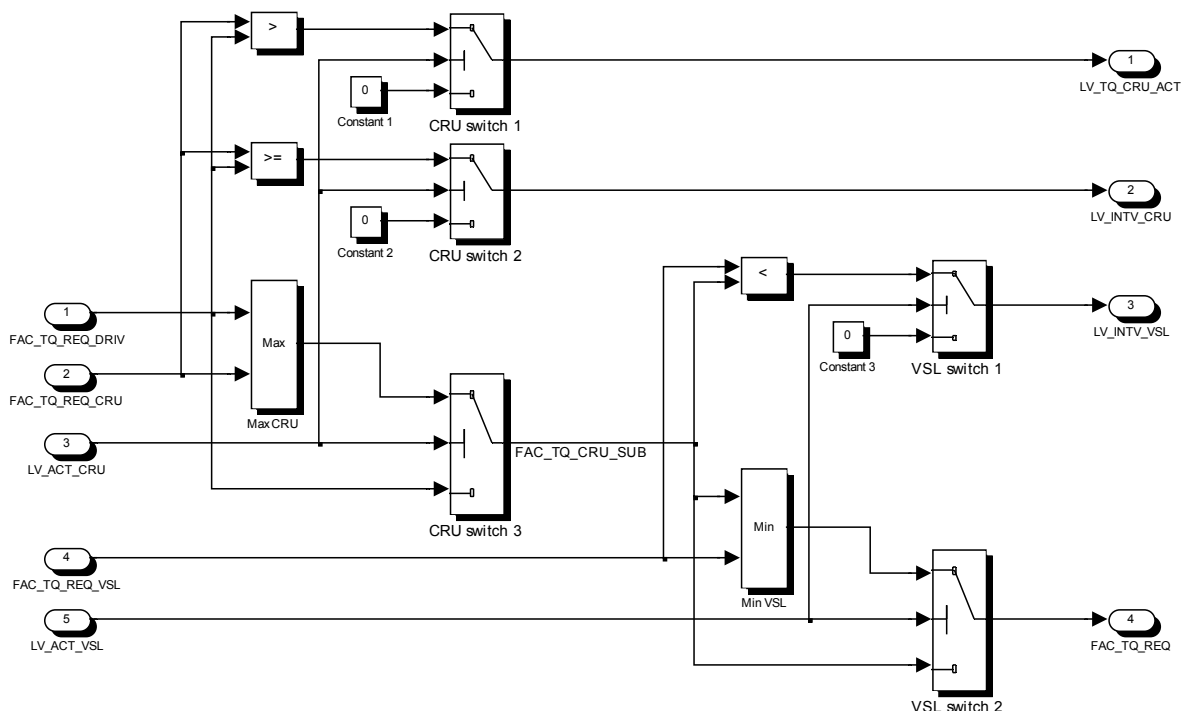 >
0
Constant 1
CRU switch 1
1
LV_TQ_CRU_ACT
>=
0
Constant 2
CRU switch 2
2
LV_INTV_CRU
1
FAC_TQ_REQ_DRIV
2
FAC_TQ_REQ_CRU
Max
Max CRU
3
LV_ACT_CRU
CRU switch 3
FAC_TQ_CRU_SUB
<
0
Constant 3
VSL switch 1
3
LV_INTV_VSL
4
FAC_TQ_REQ_VSL
Min
Min VSL
5
LV_ACT_VSL
VSL switch 2
4
FAC_TQ_REQ